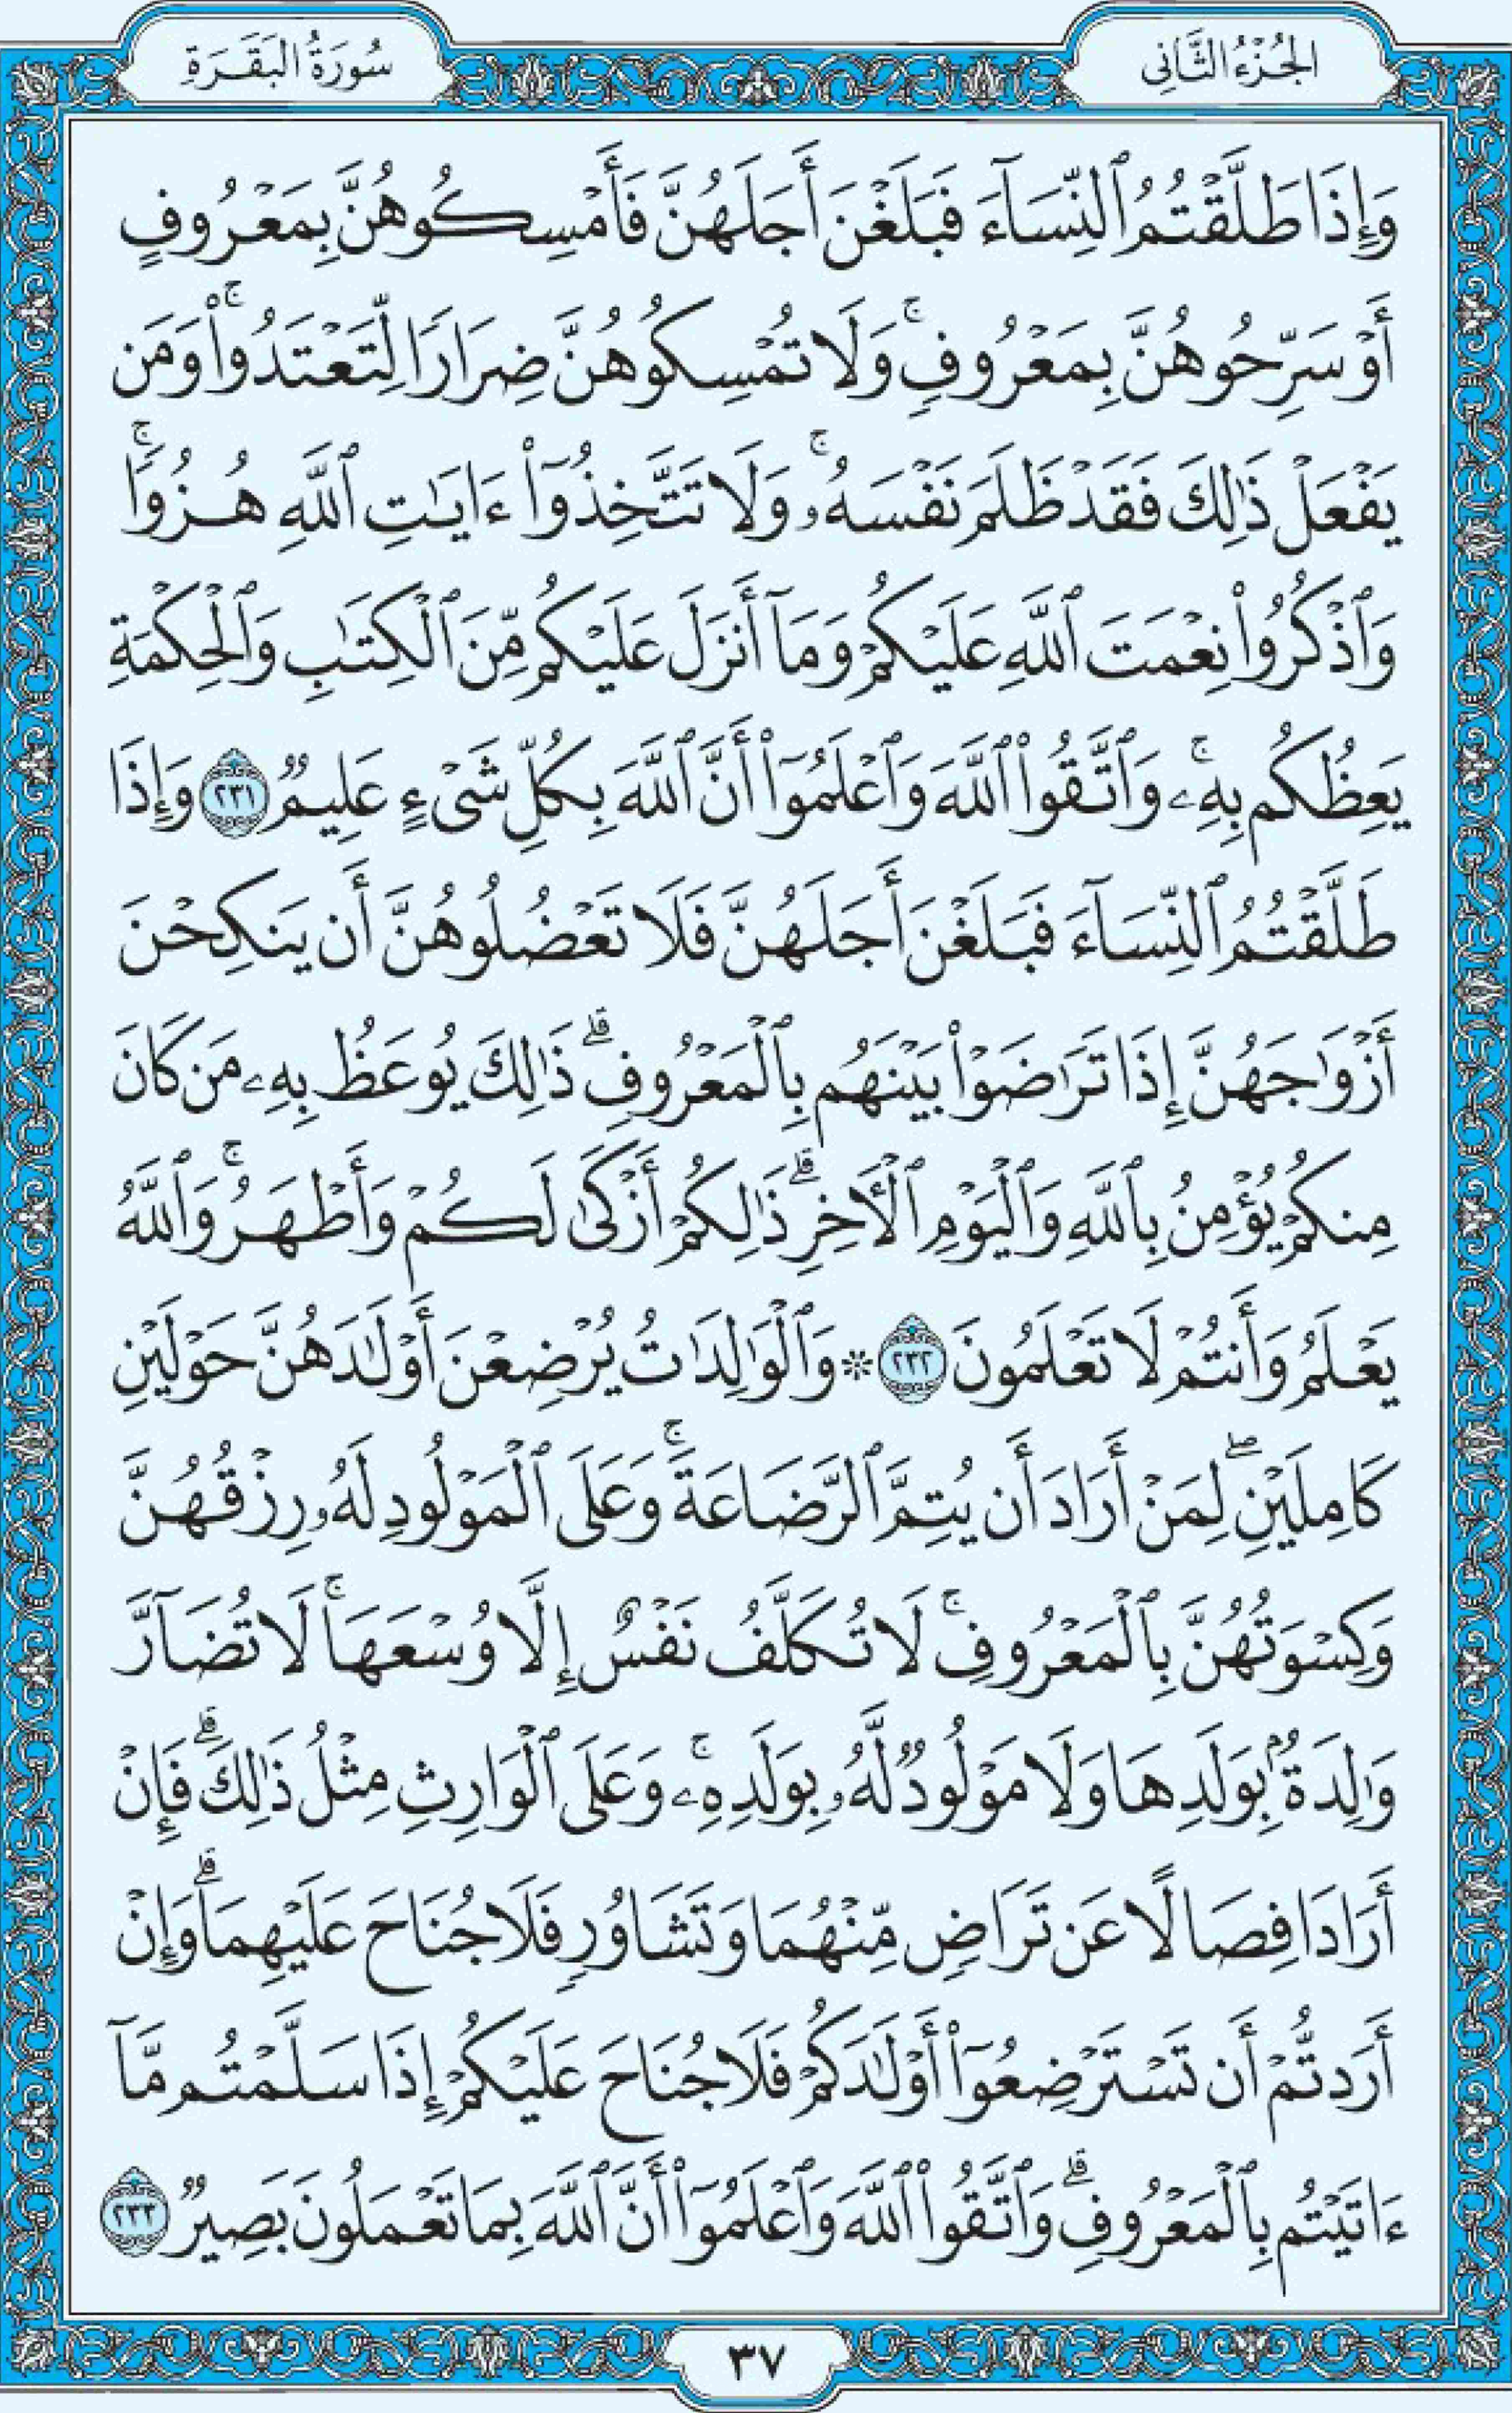 الجُزْءُ الثَّانِي
سُورَةُ البَقَرَةِ
وَإِذَا طَلَّقْتُمُ ٱلنِّسَآءَ فَبَلَغْنَ أَجَلَهُنَّ فَأَمْسِكُوهُنَّ بِمَعْرُوفٍ
أَوْ سَرِّحُوهُنَّ بِمَعْرُوفٍۚ وَلَا تُمْسِكُوهُنَّ ضِرَارًا لِّتَعْتَدُوا۟ۚ وَمَن
يَفْعَلْ ذَٰلِكَ فَقَدْ ظَلَمَ نَفْسَهُۥۚ وَلَا تَتَّخِذُوٓا۟ ءَايَٰتِ ٱللَّهِ هُزُوًاۚ
وَٱذْكُرُوا۟ نِعْمَتَ ٱللَّهِ عَلَيْكُمْ وَمَآ أَنزَلَ عَلَيْكُم مِّنَ ٱلْكِتَٰبِ وَٱلْحِكْمَةِ
يَعِظُكُم بِهِۦۚ وَٱتَّقُوا۟ ٱللَّهَ وَٱعْلَمُوٓا۟ أَنَّ ٱللَّهَ بِكُلِّ شَىْءٍ عَلِيمٌ ٢٣١ وَإِذَا
طَلَّقْتُمُ ٱلنِّسَآءَ فَبَلَغْنَ أَجَلَهُنَّ فَلَا تَعْضُلُوهُنَّ أَن يَنكِحْنَ
أَزْوَٰجَهُنَّ إِذَا تَرَٰضَوْا۟ بَيْنَهُم بِٱلْمَعْرُوفِۗ ذَٰلِكَ يُوعَظُ بِهِۦ مَن كَانَ
مِنكُمْ يُؤْمِنُ بِٱللَّهِ وَٱلْيَوْمِ ٱلْأَخِرِۗ ذَٰلِكُمْ أَزْكَىٰ لَكُمْ وَأَطْهَرُۚ وَٱللَّهُ
يَعْلَمُ وَأَنتُمْ لَا تَعْلَمُونَ ٢٣٢ * وَٱلْوَٰلِدَٰتُ يُرْضِعْنَ أَوْلَٰدَهُنَّ حَوْلَيْنِ
كَامِلَيْنِۖ لِمَنْ أَرَادَ أَن يُتِمَّ ٱلرَّضَاعَةَۚ وَعَلَى ٱلْمَوْلُودِ لَهُۥ رِزْقُهُنَّ
وَكِسْوَتُهُنَّ بِٱلْمَعْرُوفِۚ لَا تُكَلَّفُ نَفْسٌ إِلَّا وُسْعَهَاۚ لَا تُضَآرَّ
وَٰلِدَةُۢ بِوَلَدِهَا وَلَا مَوْلُودٌ لَّهُۥ بِوَلَدِهِۦۚ وَعَلَى ٱلْوَارِثِ مِثْلُ ذَٰلِكَۗ فَإِنْ
أَرَادَا فِصَالًا عَن تَرَاضٍ مِّنْهُمَا وَتَشَاوُرٍ فَلَا جُنَاحَ عَلَيْهِمَاۗ وَإِنْ
أَرَدتُّمْ أَن تَسْتَرْضِعُوٓا۟ أَوْلَٰدَكُمْ فَلَا جُنَاحَ عَلَيْكُمْ إِذَا سَلَّمْتُم مَّآ
ءَاتَيْتُم بِٱلْمَعْرُوفِۗ وَٱتَّقُوا۟ ٱللَّهَ وَٱعْلَمُوٓا۟ أَنَّ ٱللَّهَ بِمَا تَعْمَلُونَ بَصِيرٌ ٢٣٣
٣٧